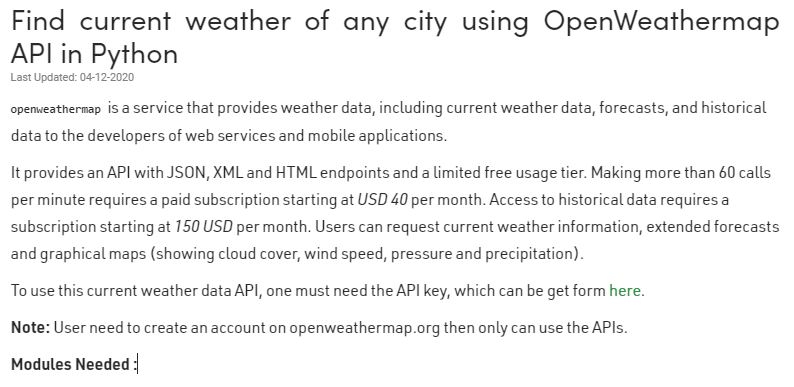 Find current weather of any city using OpenWeathermap
API in Python
Last Updated: 04-12-2020
openweathermap is a service that provides weather data, including current weather data, forecasts, and historical
data to the developers of web services and mobile applications.
It provides an API with JSON, XML and HTML endpoints and a limited free usage tier. Making more than 60 calls
per minute requires a paid subscription starting at USD 40 per month. Access to historical data requires a
subscription starting at 150 USD per month. Users can request current weather information, extended forecasts
and graphical maps (showing cloud cover, wind speed, pressure and precipitation).
To use this current weather data API, one must need the API key, which can be get form here.
Note: User need to create an account on openweathermap.org then only can use the APIs.
Modules Needed :